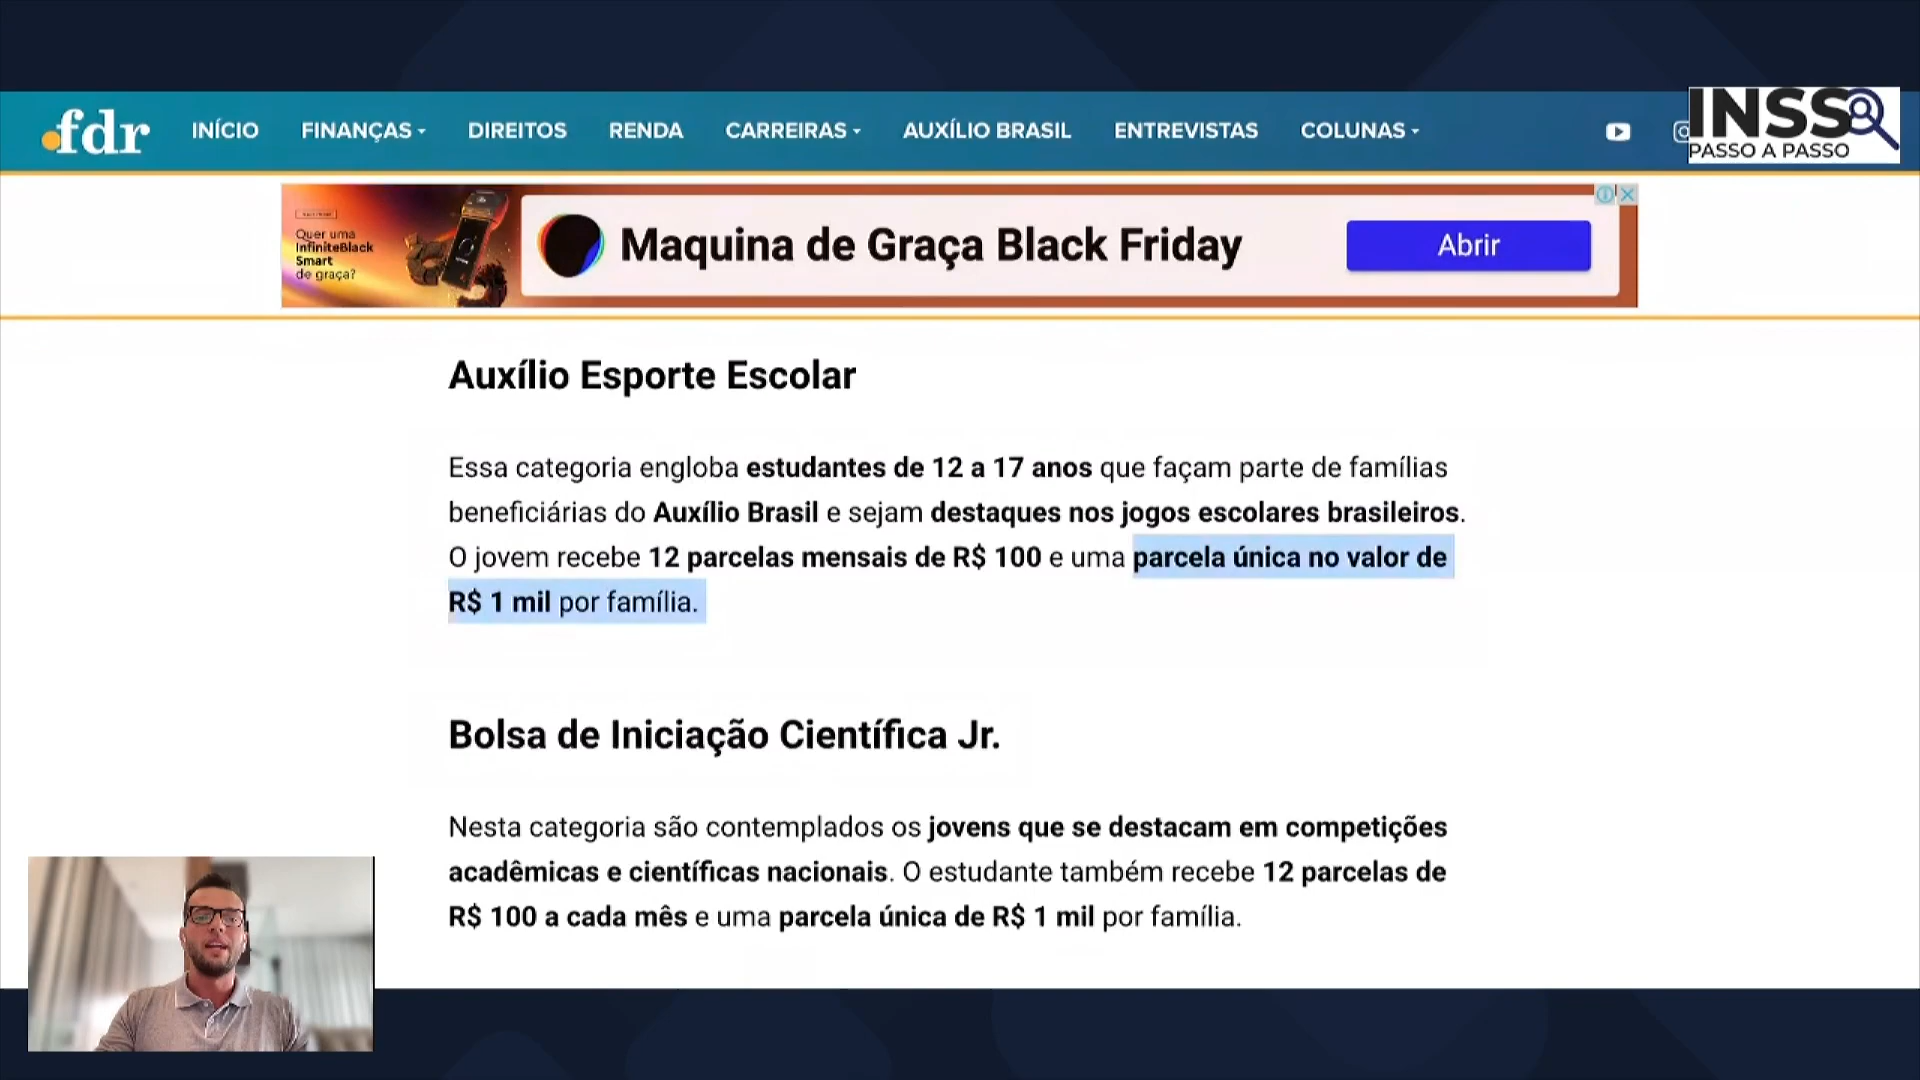 .fdr INÍCIO FINANÇAS DIREITOS RENDA CARREIRAS AUXÍLIO BRASIL ENTREVISTAS COLUNAS
INSS
PASSO A PASSO
Quer uma
InfiniteBlack
Smart
de graça?
Maquina de Graça Black Friday
Abrir
Auxílio Esporte Escolar
Essa categoria engloba estudantes de 12 a 17 anos que façam parte de famílias
beneficiárias do Auxílio Brasil e sejam destaques nos jogos escolares brasileiros.
O jovem recebe 12 parcelas mensais de R$ 100 e uma parcela única no valor de
R$ 1 mil por família.
Bolsa de Iniciação Científica Jr.
Nesta categoria são contemplados os jovens que se destacam em competições
acadêmicas e científicas nacionais. O estudante também recebe 12 parcelas de
R$ 100 a cada mês e uma parcela única de R$ 1 mil por família.